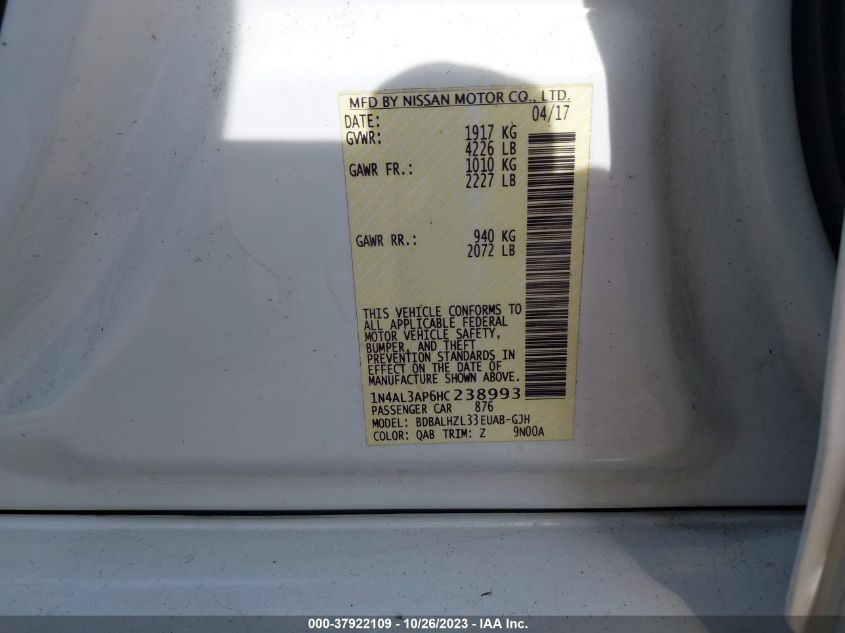 MFD BY NISSAN MOTOR CO., LTD.
DATE: 04/17
GVWR: 1917 KG
4226 LB
GAWR FR.: 1010 KG
2227 LB
GAWR RR.: 940 KG
2072 LB
THIS VEHICLE CONFORMS TO
ALL APPLICABLE FEDERAL
MOTOR VEHICLE SAFETY,
BUMPER, AND THEFT
PREVENTION STANDARDS IN
EFFECT ON THE DATE OF
MANUFACTURE SHOWN ABOVE.
1N4AL3AP6HC238993
PASSENGER CAR 876
MODEL: BDBALHZL33EUAB-GJH
COLOR: QAB TRIM: Z 9N00A
000-37922109 - 10/26/2023 - IAAI.com